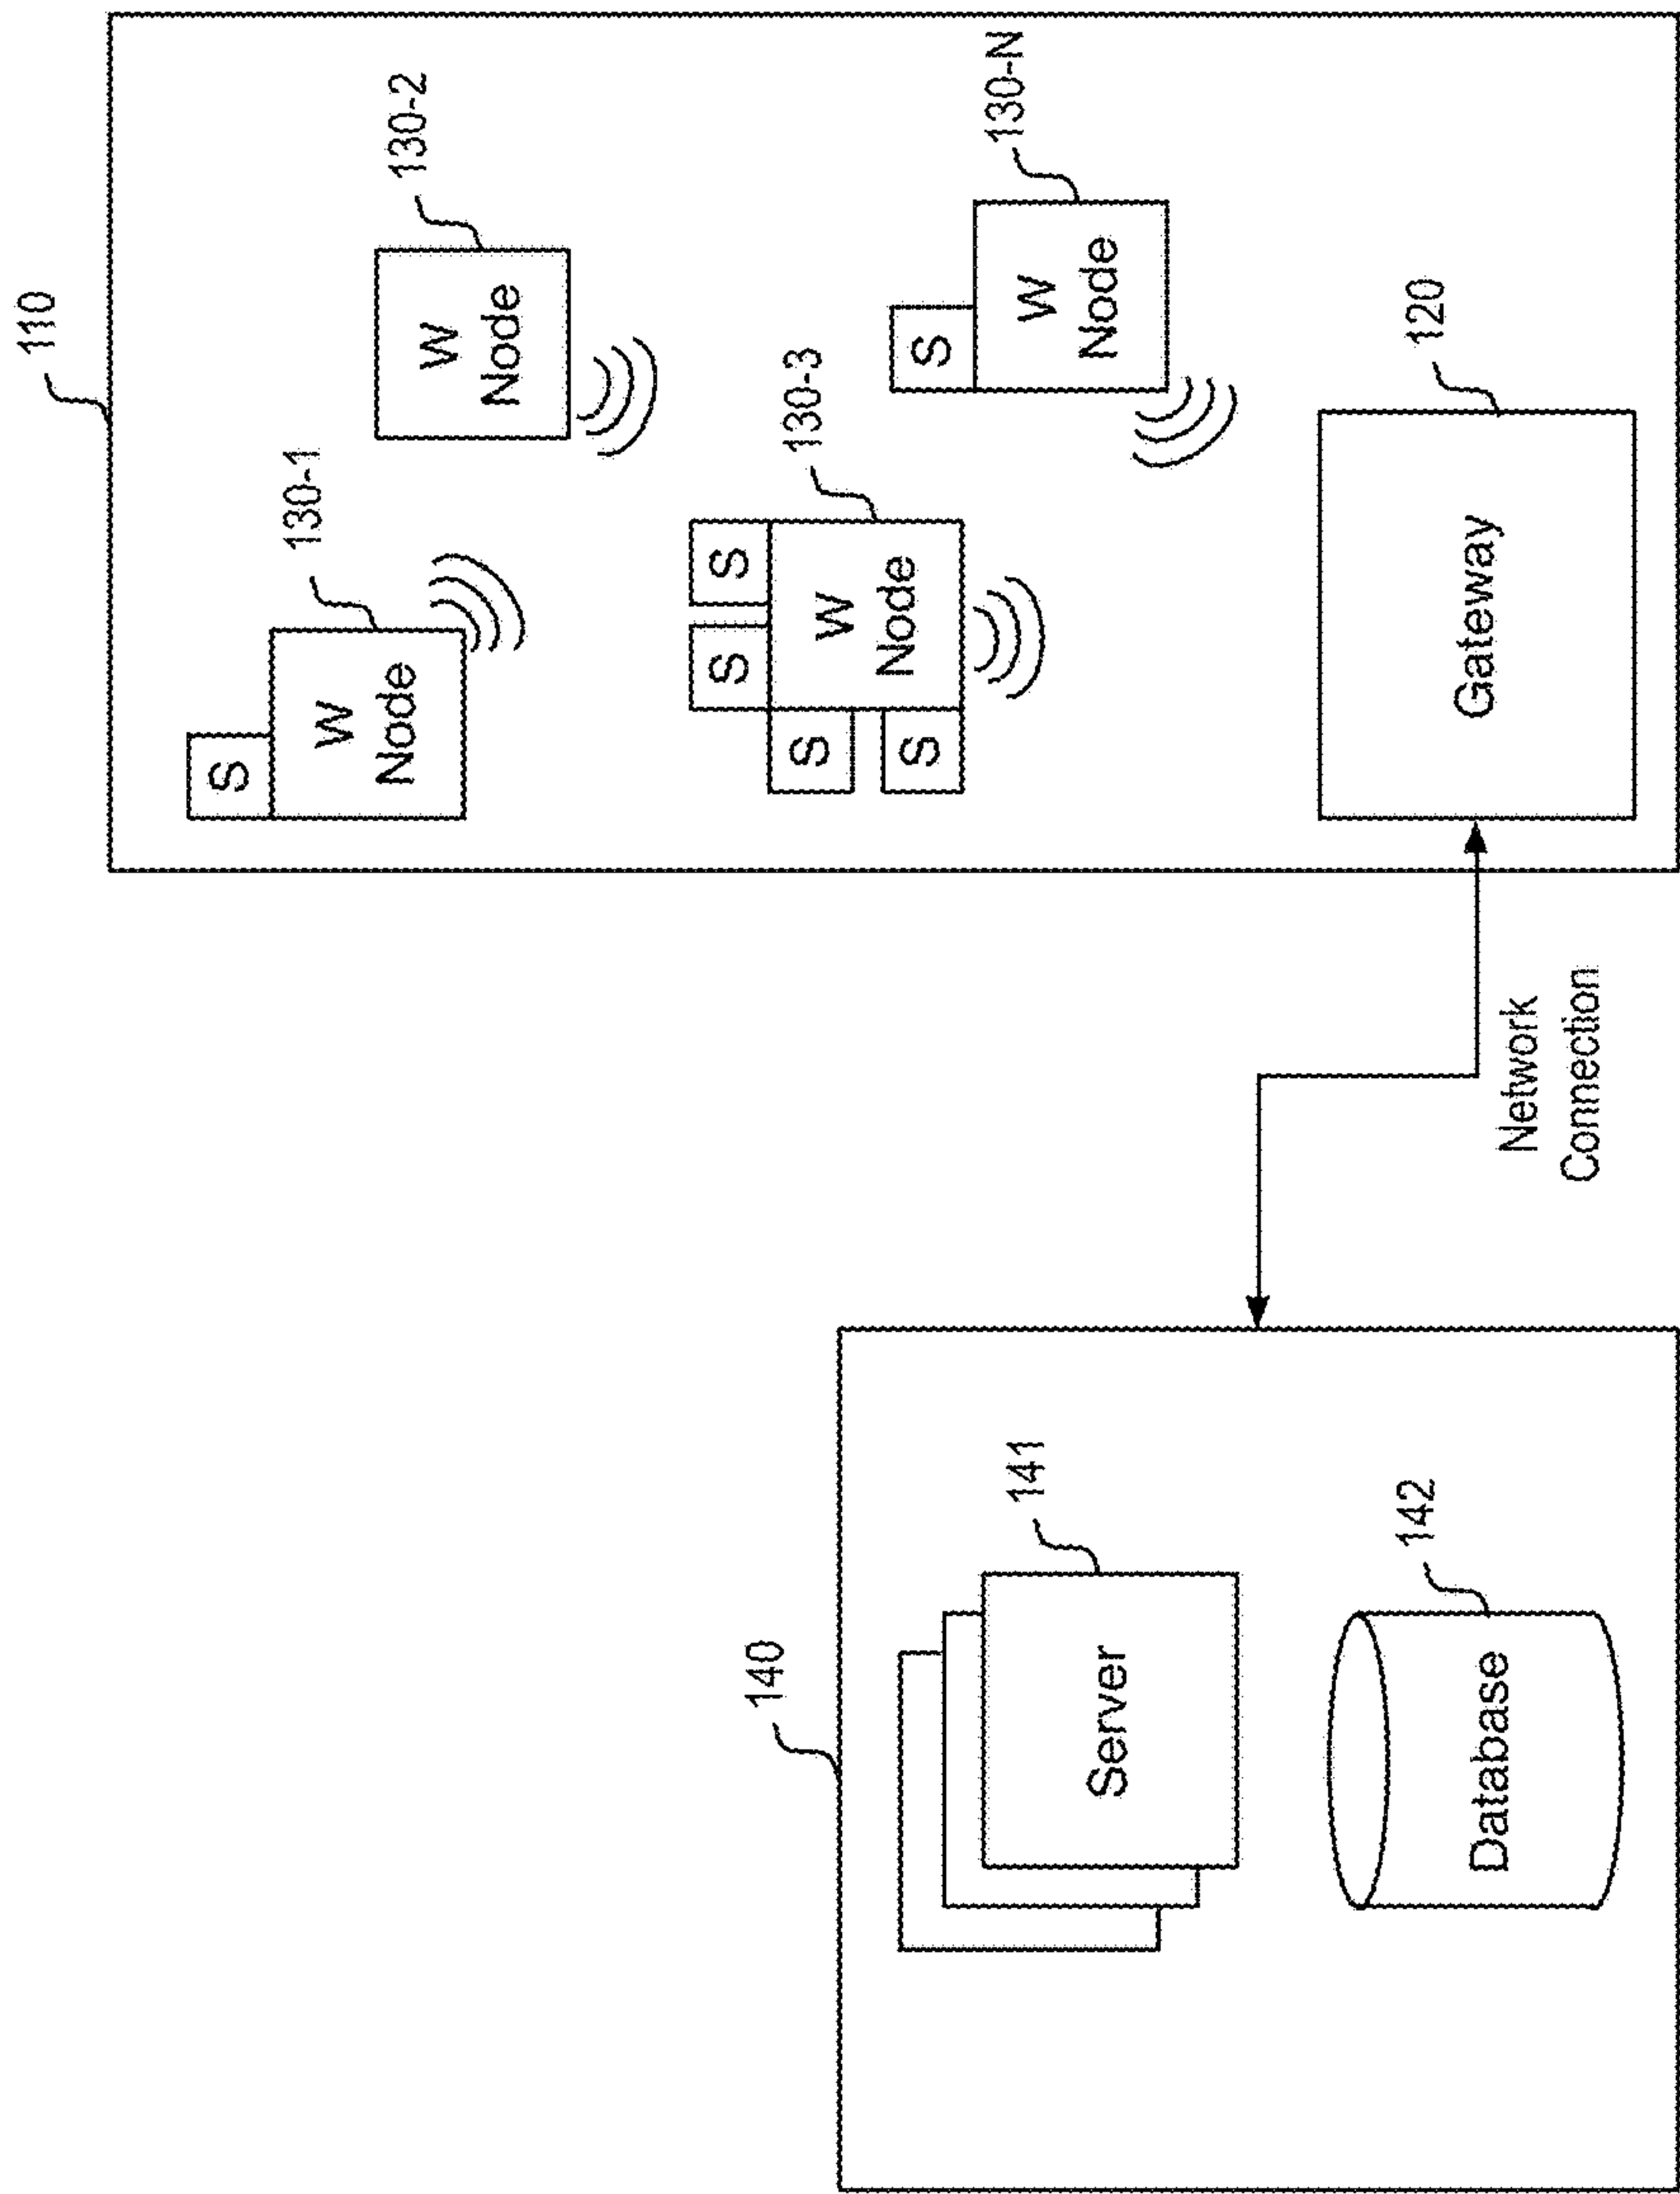 110
130-1
130-2
S
W
Node
W
Node
130-3
130-N
S
S
S
S
W
Node
S
W
Node
120
Gateway
Network
Connection
140
141
Server
142
Database